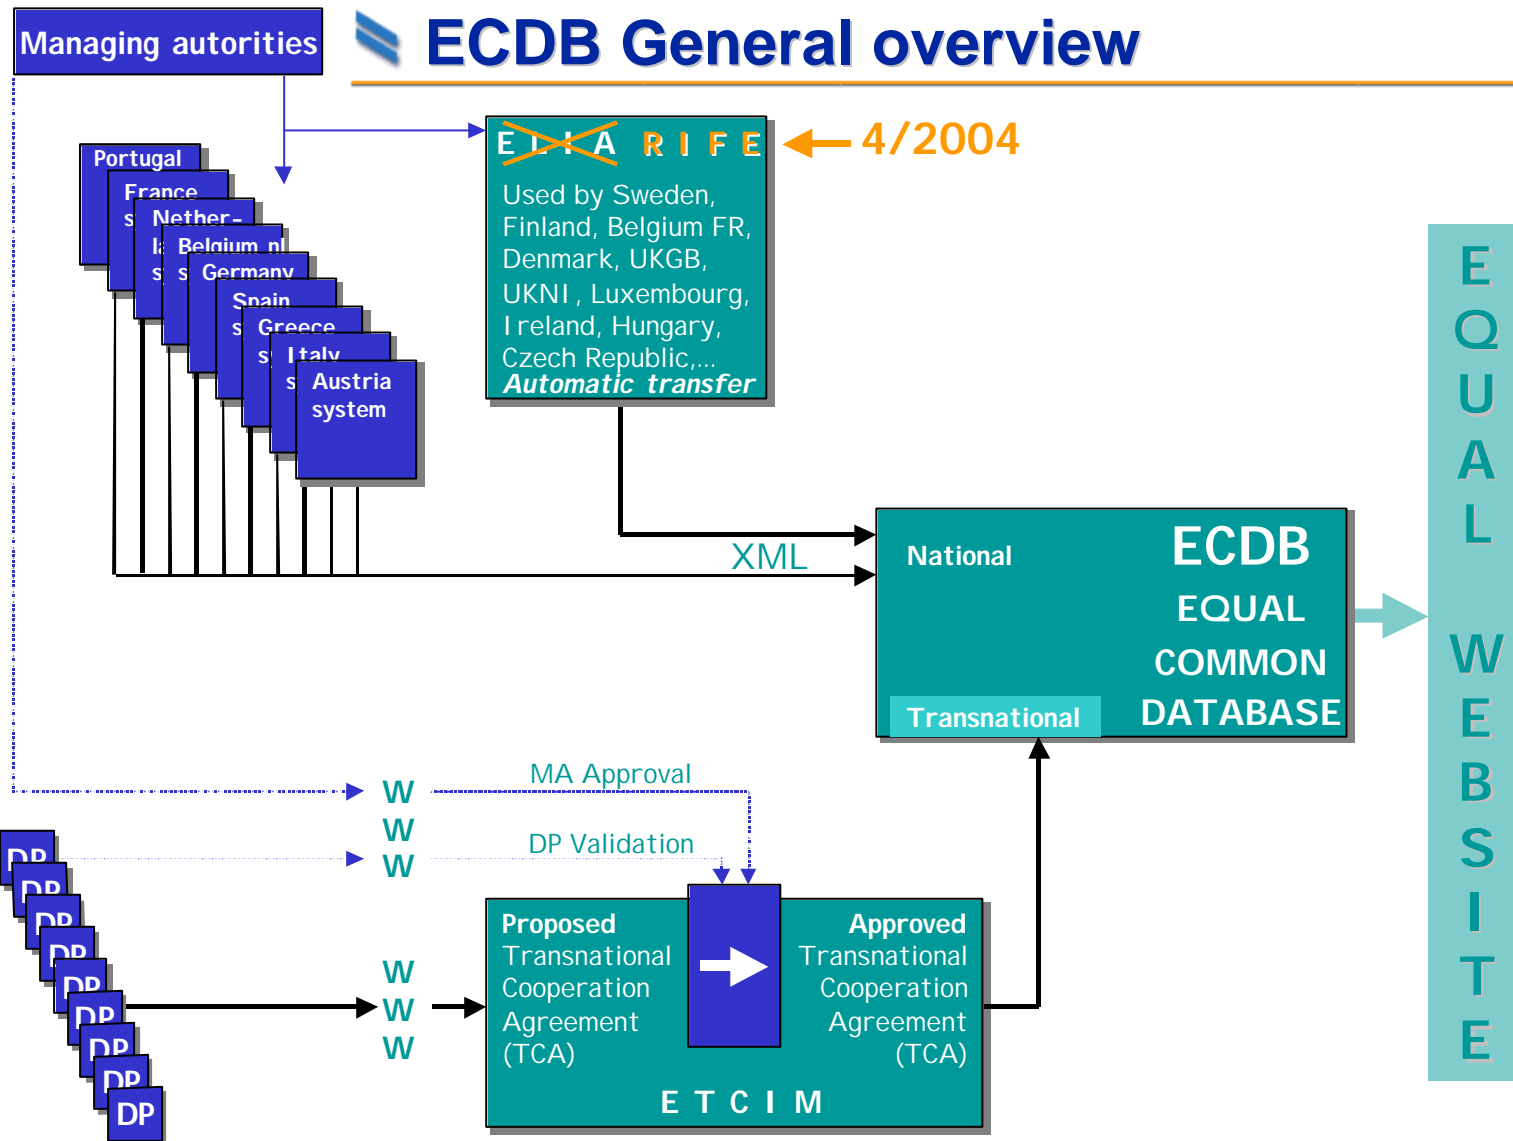 Managing autorities
ECDB General overview
ELIA RIFE
4/2004
Used by Sweden,
Finland, Belgium FR,
Denmark, UKGB,
UKNI, Luxembourg,
Ireland, Hungary,
Czech Republic,...
Automatic transfer
Portugal
France
s
Nether-
la
s
Belgium nl
s
Germany
Spain
s
Greece
s
Italy
s
Austria
system
XML
National
ECDB
EQUAL
COMMON
DATABASE
Transnational
EQUAL WEBSITE
MA Approval
DP Validation
W
W
W
DP
DP
DP
DP
DP
DP
DP
DP
DP
W
W
W
Proposed
Transnational
Cooperation
Agreement
(TCA)
Approved
Transnational
Cooperation
Agreement
(TCA)
ETCIM